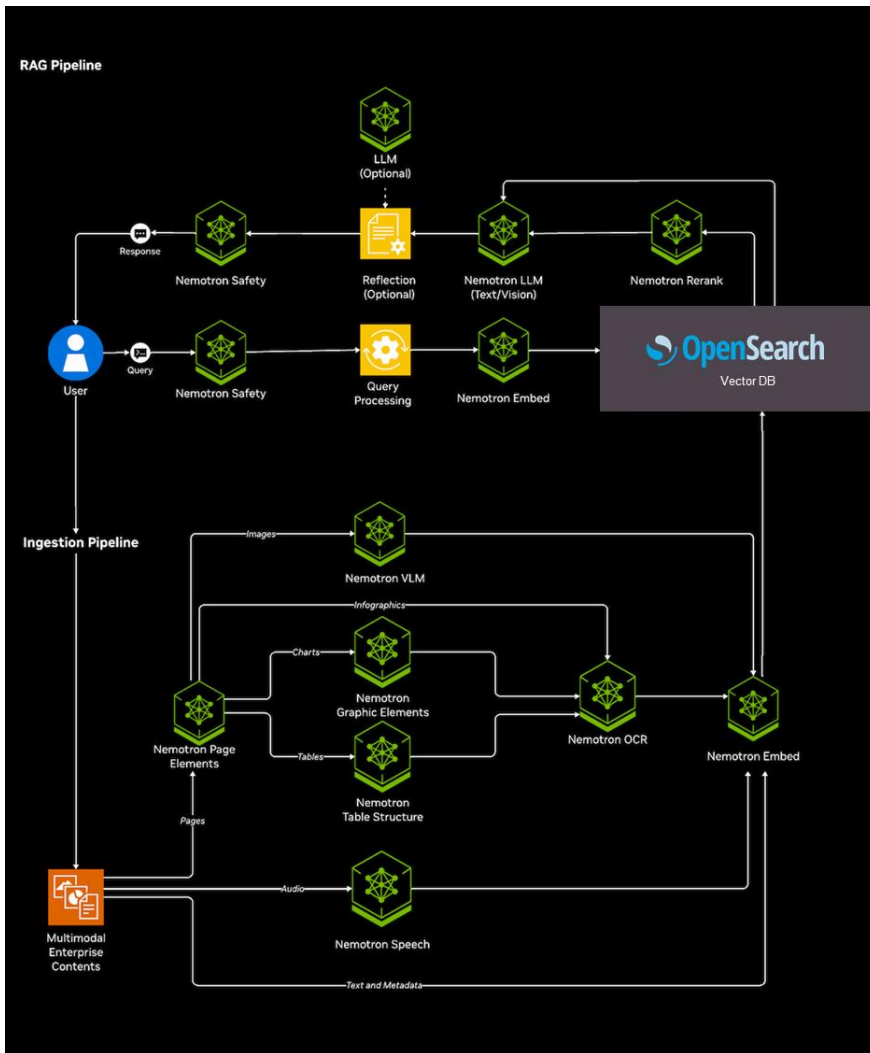 RAG Pipeline
LLM
(Optional)
Response
Nemotron Safety
Reflection
(Optional)
Nemotron LLM
(Text/Vision)
Nemotron Rerank
User
Query
Nemotron Safety
Query
Processing
Nemotron Embed
OpenSearch
Vector DB
Ingestion Pipeline
Images
Nemotron VLM
Infographics
Charts
Nemotron
Graphic Elements
Nemotron Page
Elements
Nemotron OCR
Nemotron Embed
Tables
Nemotron
Table Structure
Pages
Multimodal
Enterprise
Contents
Audio
Nemotron Speech
Text and Metadata